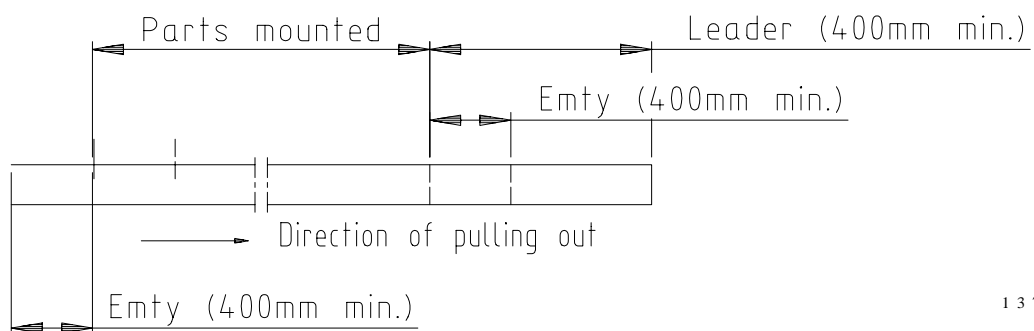 Parts mounted
Leader (400mm min.)
Emty (400mm min.)
Direction of pulling out
Emty (400mm min.)